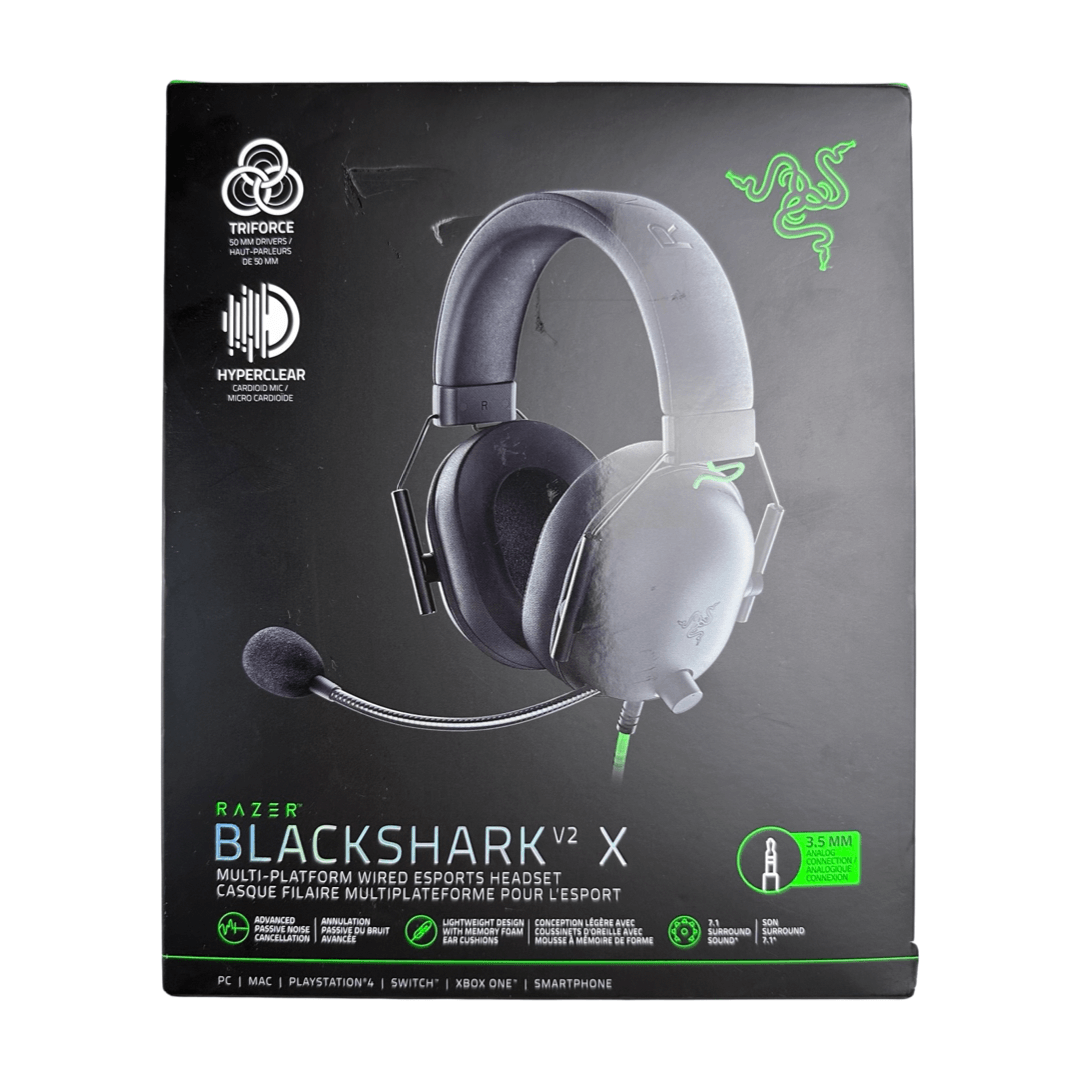 TRIFORCE
50 MM DRIVERS /
HAUT-PARLEURS
DE 50 MM
HYPERCLEAR
CARDIOID MIC /
MICRO CARDIOÏDE
R
R
RAZER™
BLACKSHARK V2 X
MULTI-PLATFORM WIRED ESPORTS HEADSET
CASQUE FILAIRE MULTIPLATEFORME POUR L'ESPORT
3.5 MM
ANALOG
CONNECTION /
ANALOGIQUE
CONNEXION
ADVANCED
PASSIVE NOISE
CANCELLATION
ANNULATION
PASSIVE DU BRUIT
AVANCÉE
LIGHTWEIGHT DESIGN
WITH MEMORY FOAM
EAR CUSHIONS
CONCEPTION LÉGÈRE AVEC
COUSSINETS D'OREILLE AVEC
MOUSSE À MÉMOIRE DE FORME
7.1
SURROUND
SOUND*
SON
SURROUND
7.1*
PC | MAC | PLAYSTATION®4 | SWITCH™ | XBOX ONE™ | SMARTPHONE